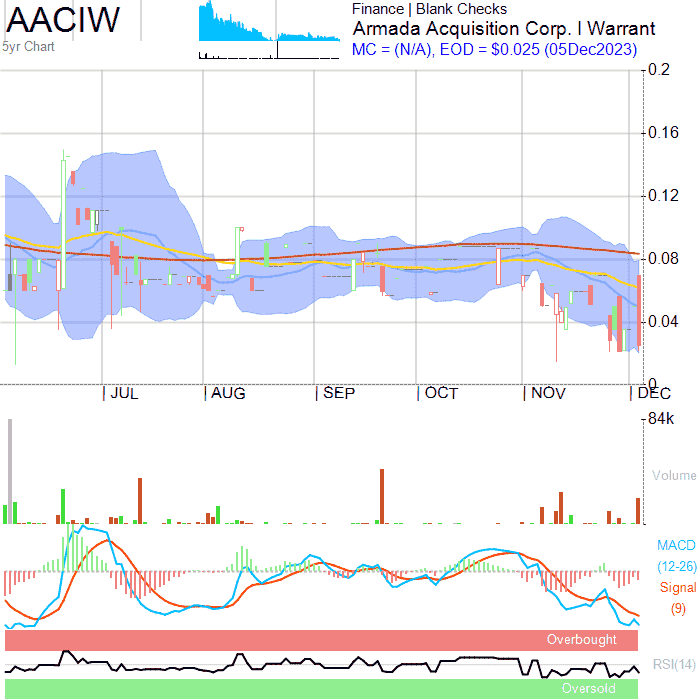 AACIW
5yr Chart
Finance | Blank Checks
Armada Acquisition Corp. I Warrant
MC = (N/A), EOD = $0.025 (05Dec2023)
0.2
0.16
0.12
0.08
0.04
0
JUL
AUG
SEP
OCT
NOV
DEC
84k
Volume
MACD
(12-26)
Signal
(9)
Overbought
RSI(14)
Oversold